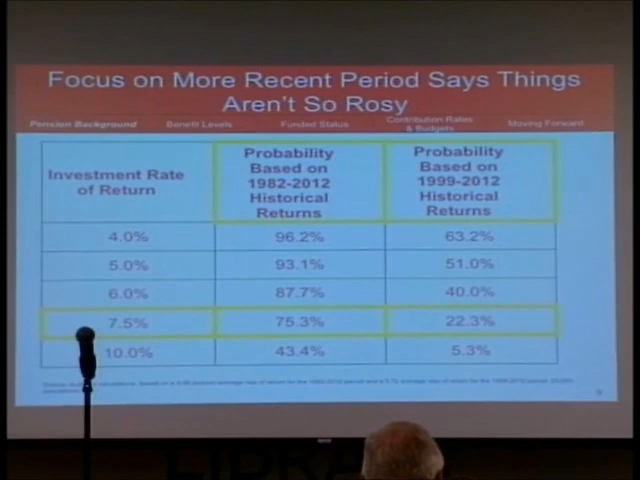 Focus on More Recent Period Says Things
Aren't So Rosy
Pension Background Benefit Levels Funded Status Contribution Rates & Budgets Moving Forward
Investment Rate
of Return
Probability
Based on
1982-2012
Historical
Returns
Probability
Based on
1999-2012
Historical
Returns
4.0% 96.2% 63.2%
5.0% 93.1% 51.0%
6.0% 87.7% 40.0%
7.5% 75.3% 22.3%
10.0% 43.4% 5.3%